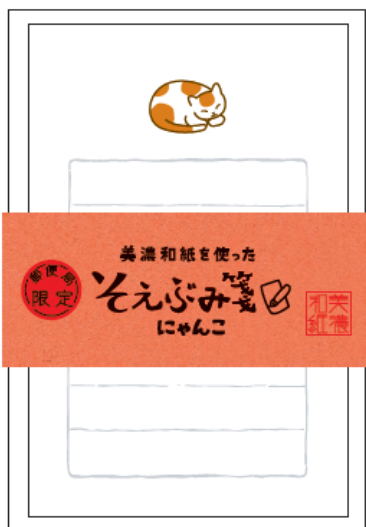 美濃和紙を使った
郵便局
限定
そえぶみ箋
にゃんこ
美濃
和紙